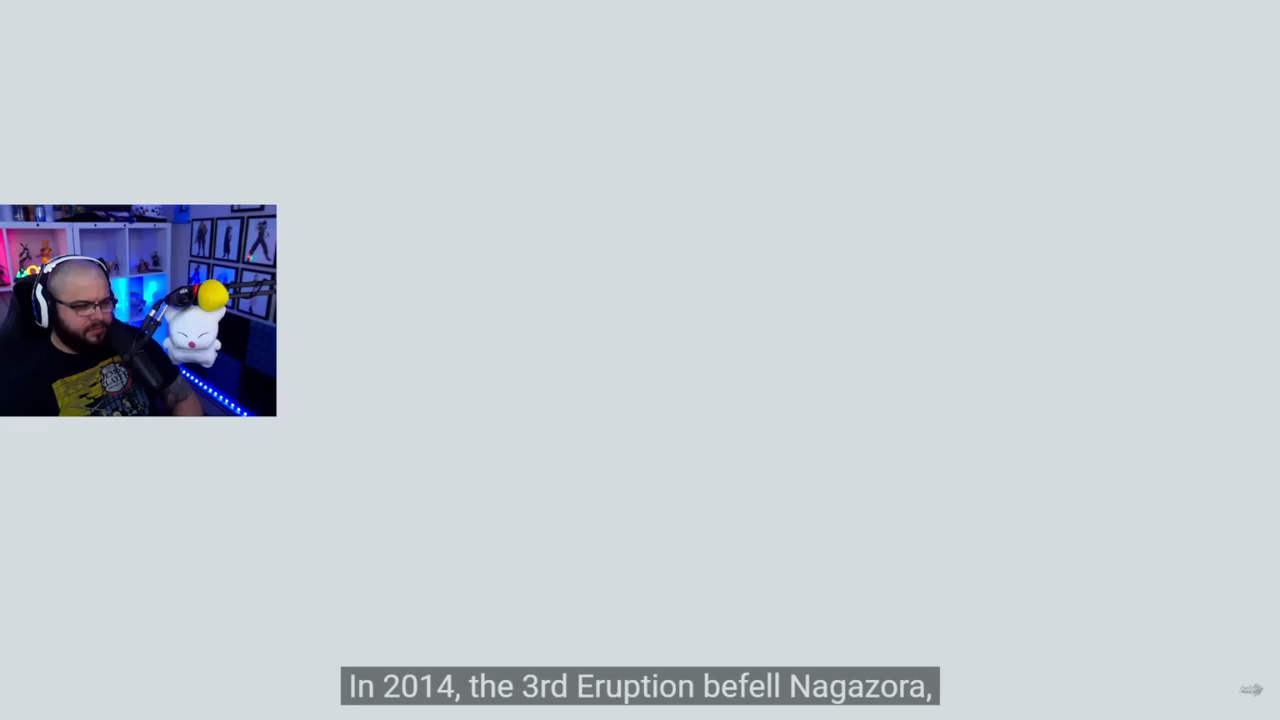 In 2014, the 3rd Eruption befell Nagazora,